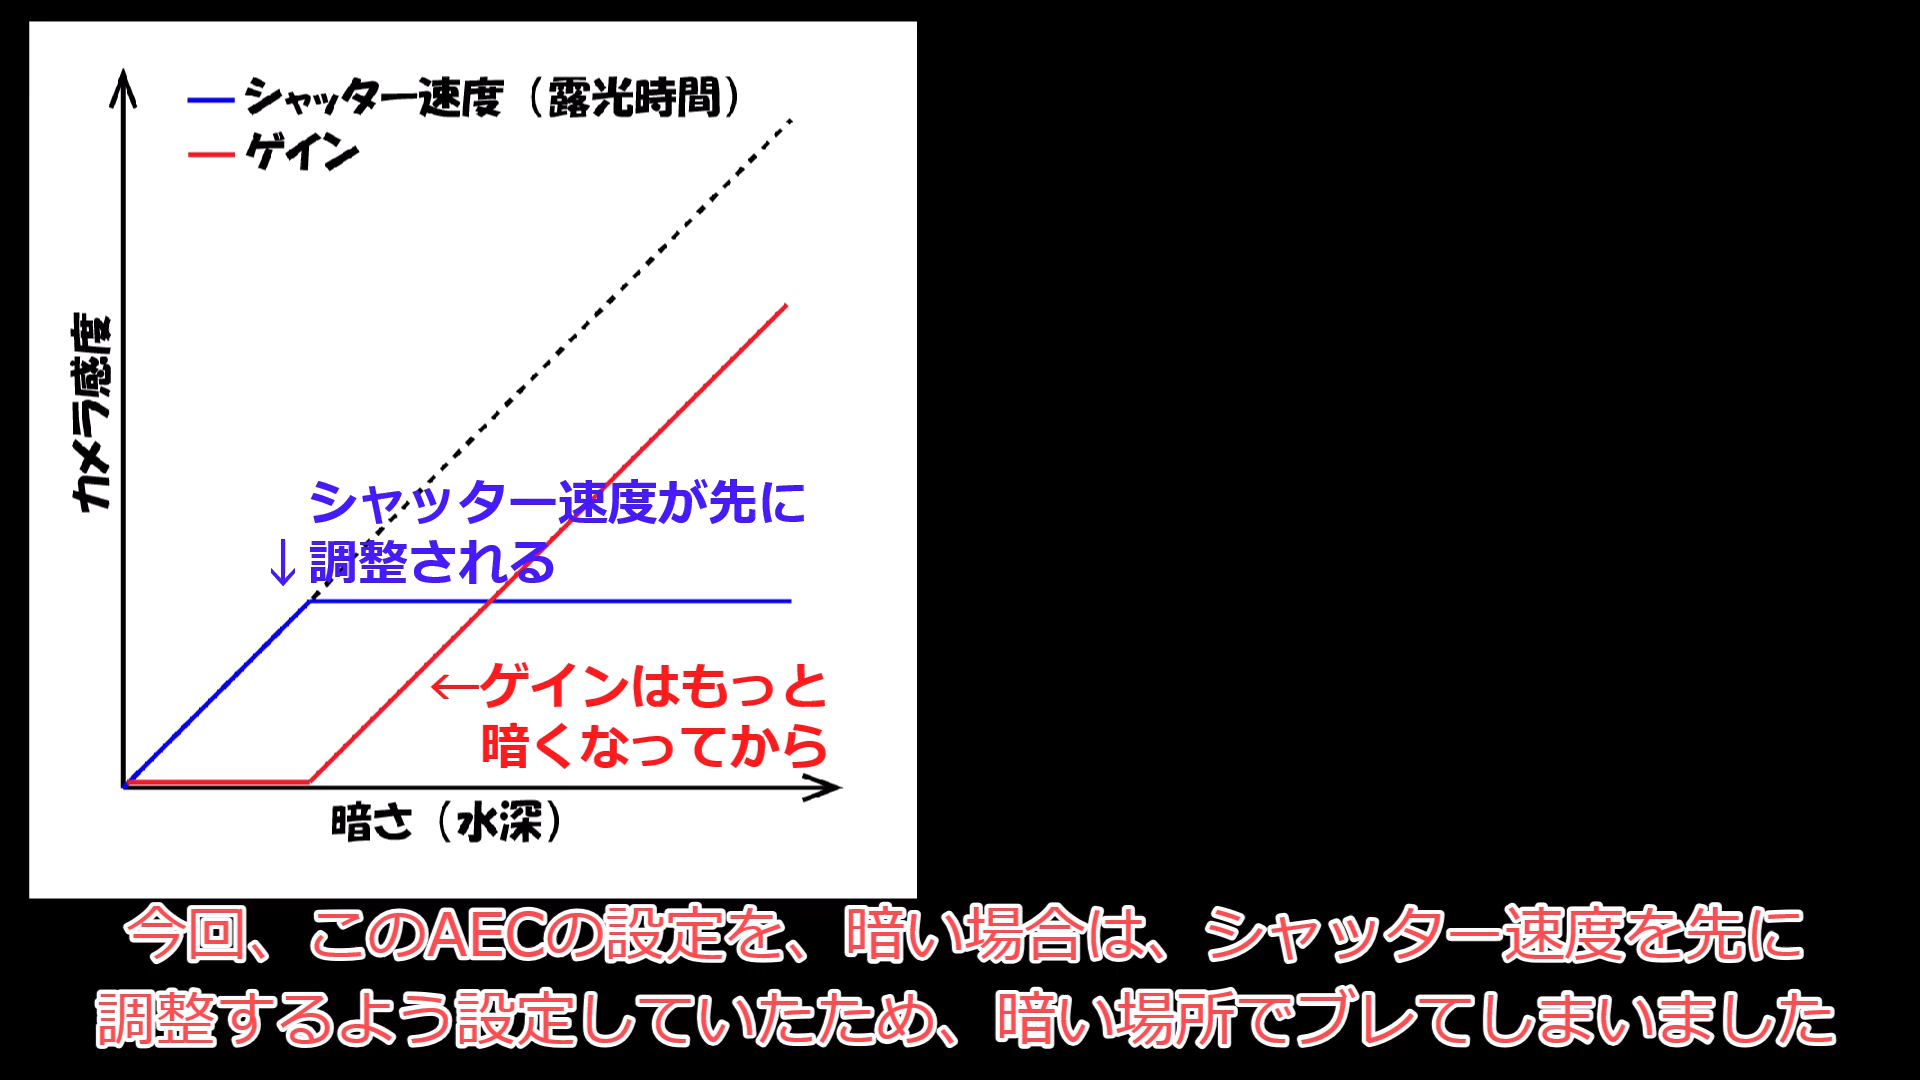 シャッター速度（露光時間）
ゲイン
カメラ感度
シャッター速度が先に
↓調整される
←ゲインはもっと
暗くなってから
暗さ（水深）
今回、このAECの設定を、暗い場合は、シャッター速度を先に
調整するよう設定していたため、暗い場所でブレてしまいました